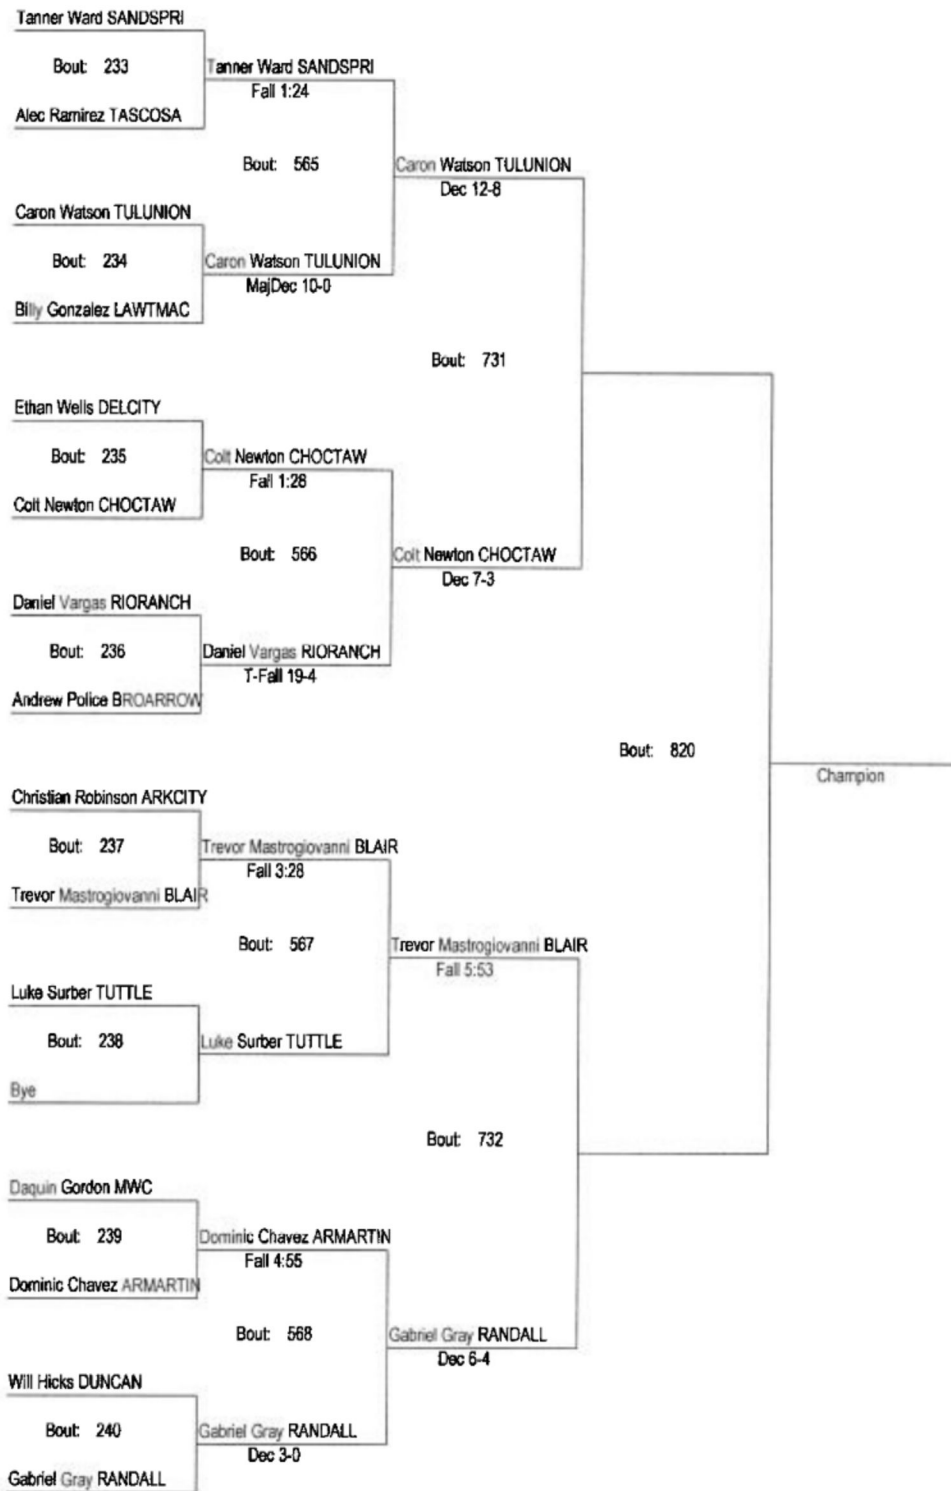 Tanner Ward SANDSPRI
Bout: 233
Tanner Ward SANDSPRI
Fall 1:24
Alec Ramirez TASCOSA
Bout: 565
Caron Watson TULUNION
Dec 12-8
Caron Watson TULUNION
Bout: 234
Caron Watson TULUNION
MajDec 10-0
Billy Gonzalez LAWTMAC
Bout: 731
Ethan Wells DELCITY
Bout: 235
Colt Newton CHOCTAW
Fall 1:28
Colt Newton CHOCTAW
Bout: 566
Colt Newton CHOCTAW
Dec 7-3
Daniel Vargas RIORANCH
Bout: 236
Daniel Vargas RIORANCH
T-Fall 19-4
Andrew Police BROARROW
Bout: 820
Champion
Christian Robinson ARKCITY
Bout: 237
Trevor Mastrogiovanni BLAIR
Fall 3:28
Trevor Mastrogiovanni BLAIR
Bout: 567
Trevor Mastrogiovanni BLAIR
Fall 5:53
Luke Surber TUTTLE
Bout: 238
Luke Surber TUTTLE
Bye
Bout: 732
Daquin Gordon MWC
Bout: 239
Dominic Chavez ARMARTIN
Fall 4:55
Dominic Chavez ARMARTIN
Bout: 568
Gabriel Gray RANDALL
Dec 6-4
Will Hicks DUNCAN
Bout: 240
Gabriel Gray RANDALL
Dec 3-0
Gabriel Gray RANDALL